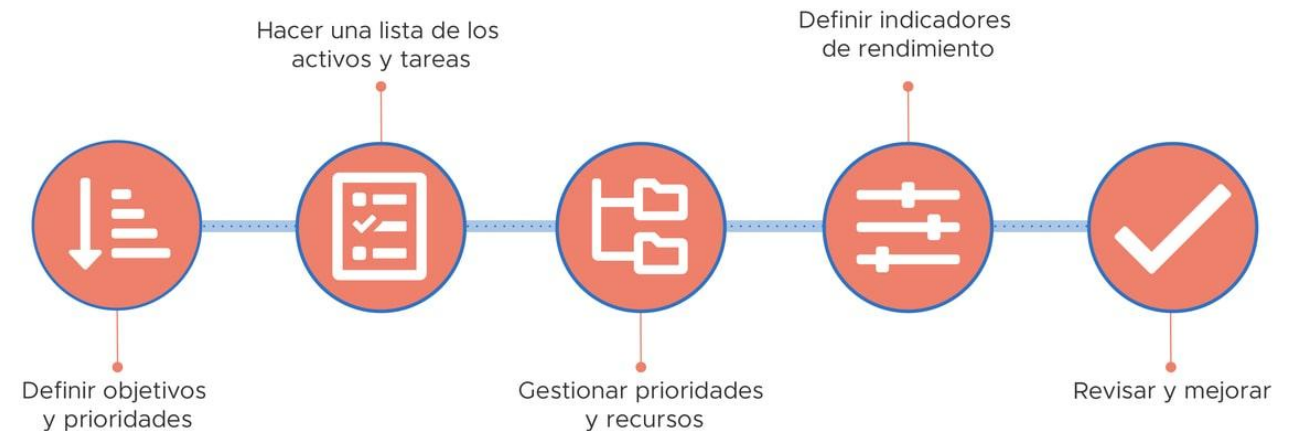 Definir objetivos
y prioridades
Hacer una lista de los
activos y tareas
Gestionar prioridades
y recursos
Definir indicadores
de rendimiento
Revisar y mejorar